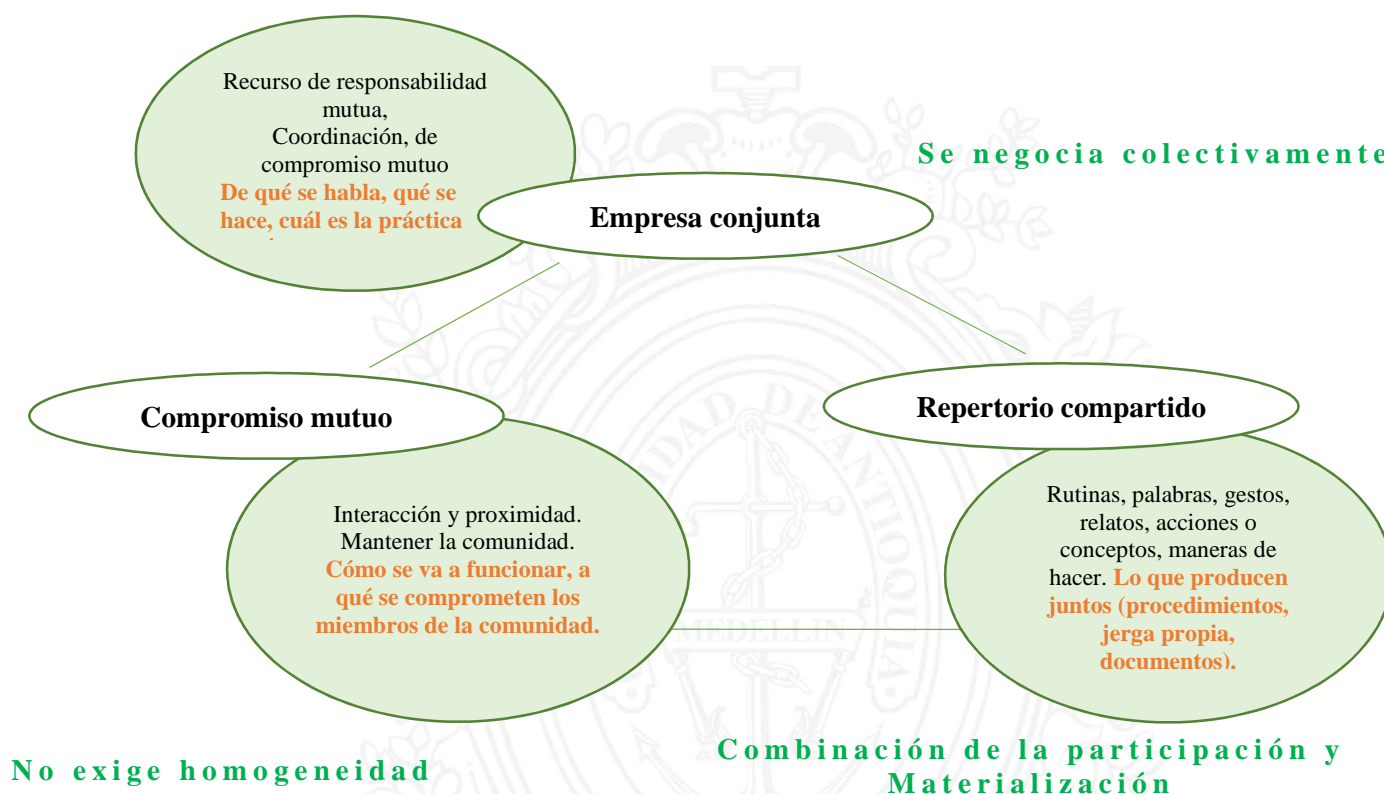 Recurso de responsabilidad
mutua,
Coordinación, de
compromiso mutuo
De qué se habla, qué se
hace, cuál es la práctica
Se negocia colectivamente
Empresa conjunta
Compromiso mutuo
Repertorio compartido
Interacción y proximidad.
Mantener la comunidad.
Cómo se va a funcionar, a
qué se comprometen los
miembros de la comunidad.
Rutinas, palabras, gestos,
relatos, acciones o
conceptos, maneras de
hacer. Lo que producen
juntos (procedimientos,
jerga propia,
documentos).
No exige homogeneidad
Combinación de la participación y
Materialización
DE ANTIOQUIA
MEDELLIN